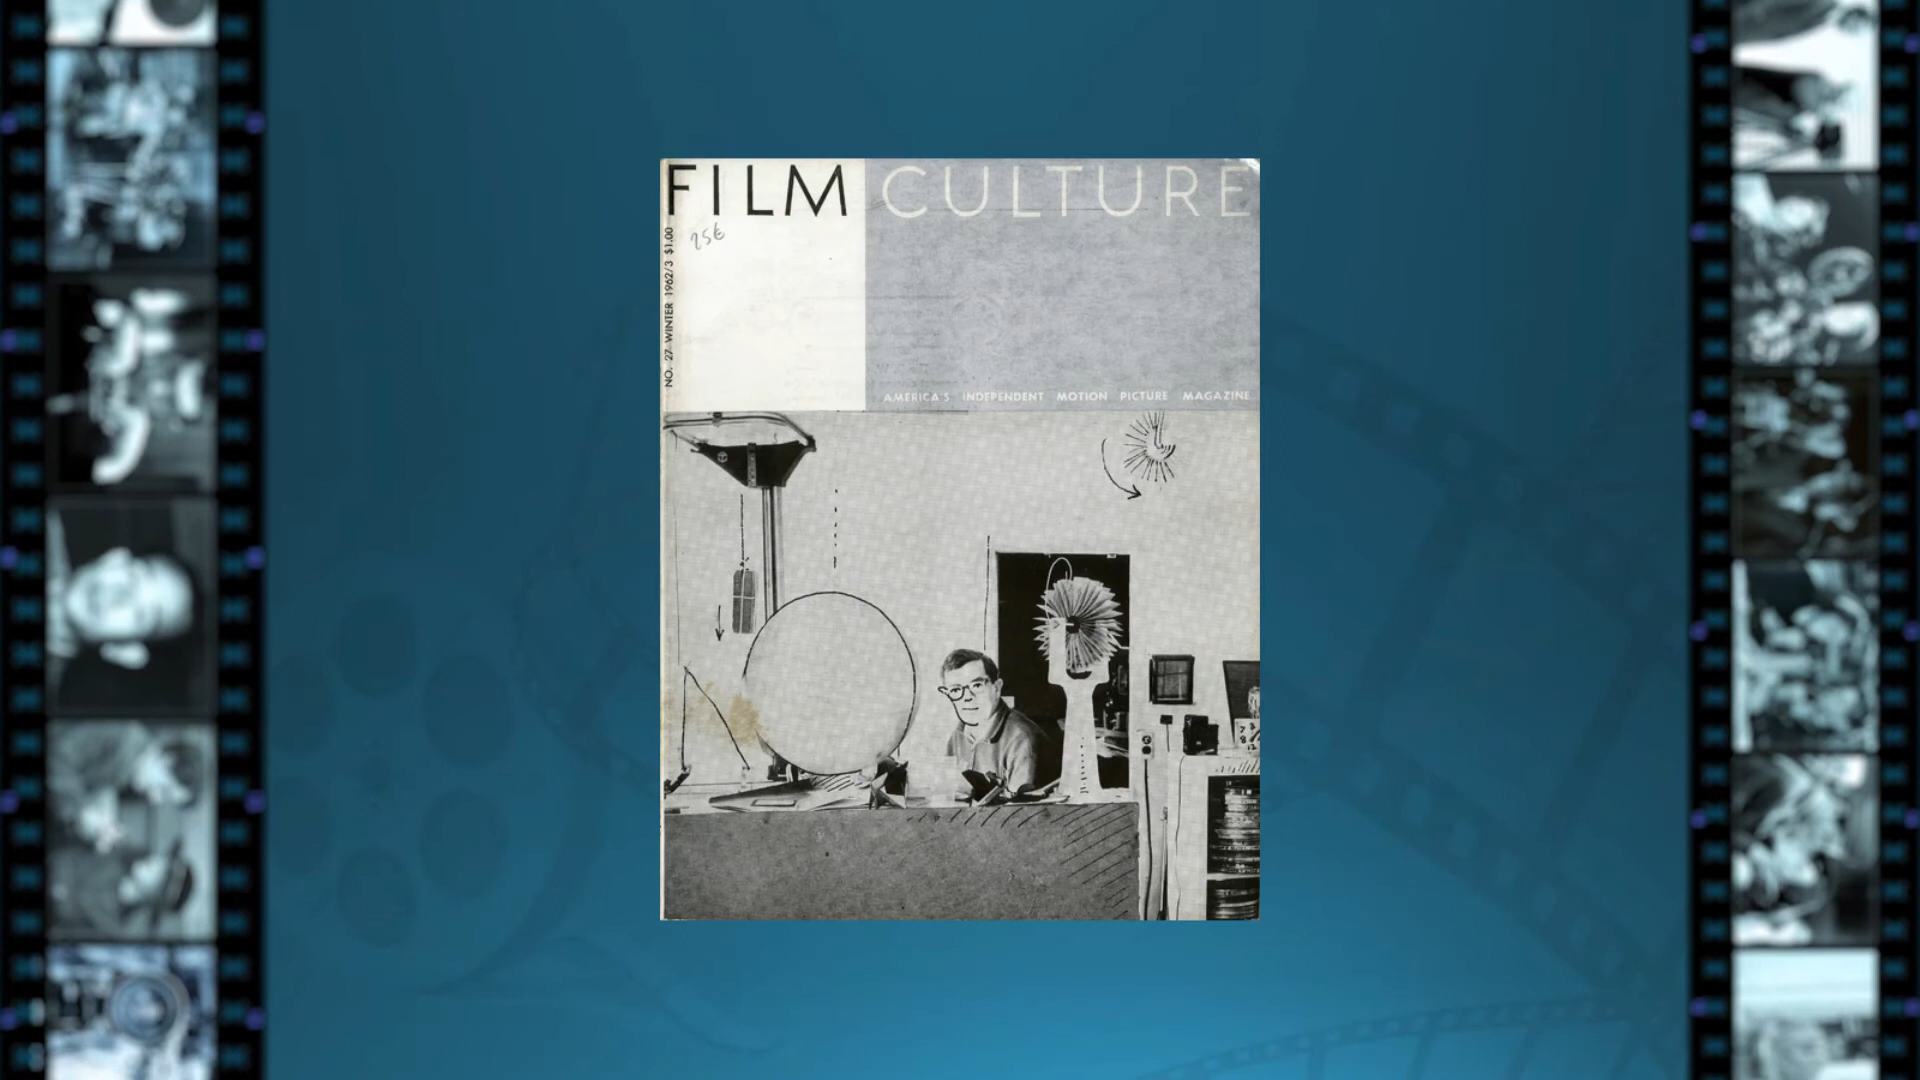 FILM CULTURE
25¢
NO. 27 WINTER 1962/3 $1.00
AMERICA'S INDEPENDENT MOTION PICTURE MAGAZINE